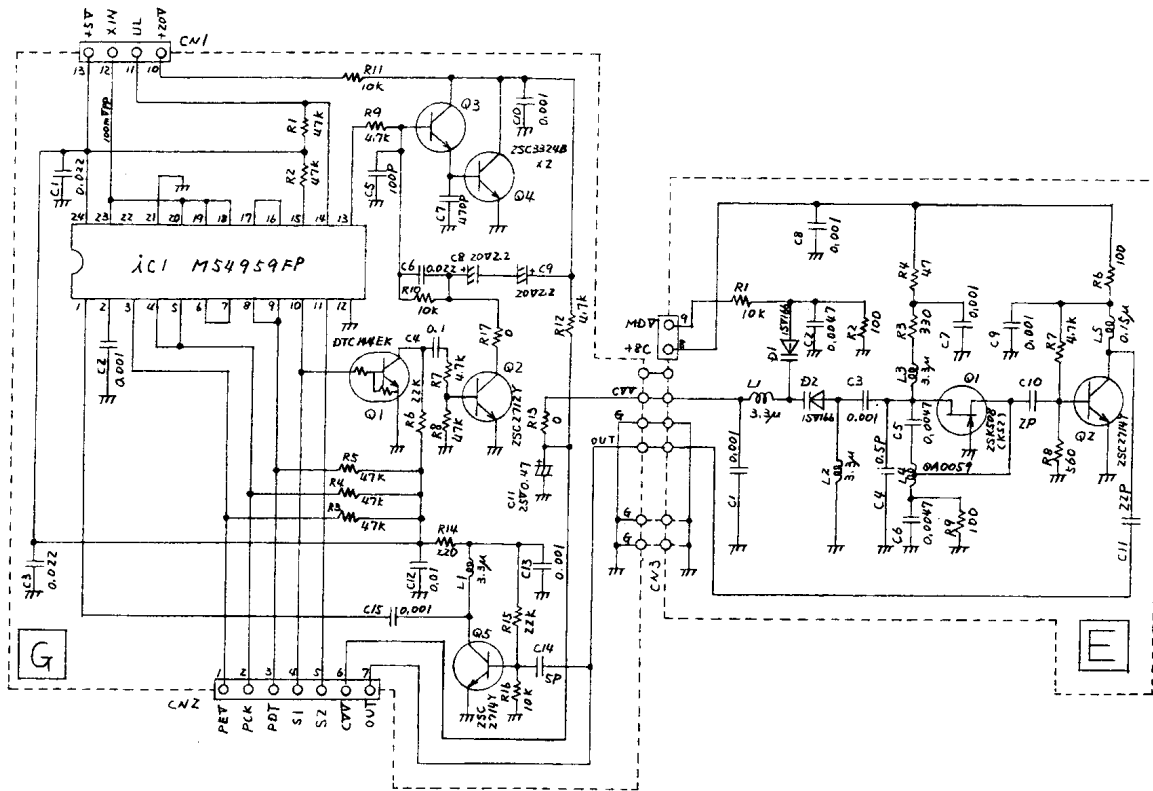 +5V XIN UL +20V
CN1
13 12 11 10
100mVpp
R11
10K
Q3
C10
0.001
R1
47K
R9
4.7K
R2
47K
C1
0.022
C5
100P
2SC3324B
X2
Q4
C7
470P
24 23 22 21 20 19 18 17 16 15 14 13
iC1 M54959FP
1 2 3 4 5 6 7 8 9 10 11 12
C6
0.022
C8 20V2.2
C9
20V2.2
R10
10K
R12
4.7K
R17
0
DTC144EK
C4
0.1
C2
0.001
R7
4.7K
Q2
2SC2712Y
Q1
R6
22K
R8
47K
R13
0
R5
47K
R4
47K
R3
47K
C11
25V0.47
R14
220
C3
0.022
C12
0.01
L1
3.3μ
C13
0.001
C15
0.001
R15
22K
Q5
C14
5P
R16
10K
2SC
2714Y
G
CN2
1 2 3 4 5 6 7
PEV PCK PDT S1 S2 CVV OUT
MDV
9
+8C
8
CVV
G
OUT
G
G
CN3
C8
0.001
R4
47
R6
100
R1
10K
1SV166
D1
C2
0.0047
R2
100
R3
330
C7
0.001
C9
0.001
R7
4.7K
L5
0.15μ
L3
3.3μ
Q1
L1
3.3μ
D2
1SV166
C3
0.001
C10
2P
2SK508
(K52)
Q2
2SC2714Y
C5
0.0047
C1
0.001
L2
3.3μ
C4
0.5P
QA0059
L4
R8
560
C6
0.0047
R9
100
22P
C11
E